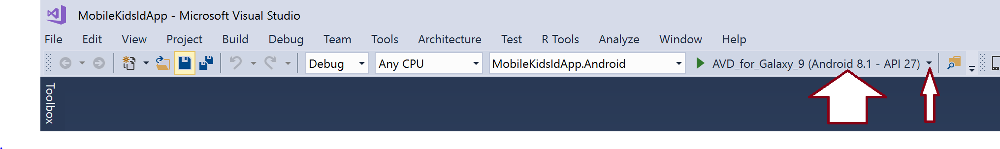 MobileKidsIdApp - Microsoft Visual Studio
File Edit View Project Build Debug Team Tools Architecture Test R Tools Analyze Window Help
Debug Any CPU MobileKidsIdApp.Android AVD_for_Galaxy_9 (Android 8.1 - API 27)
Toolbox
.